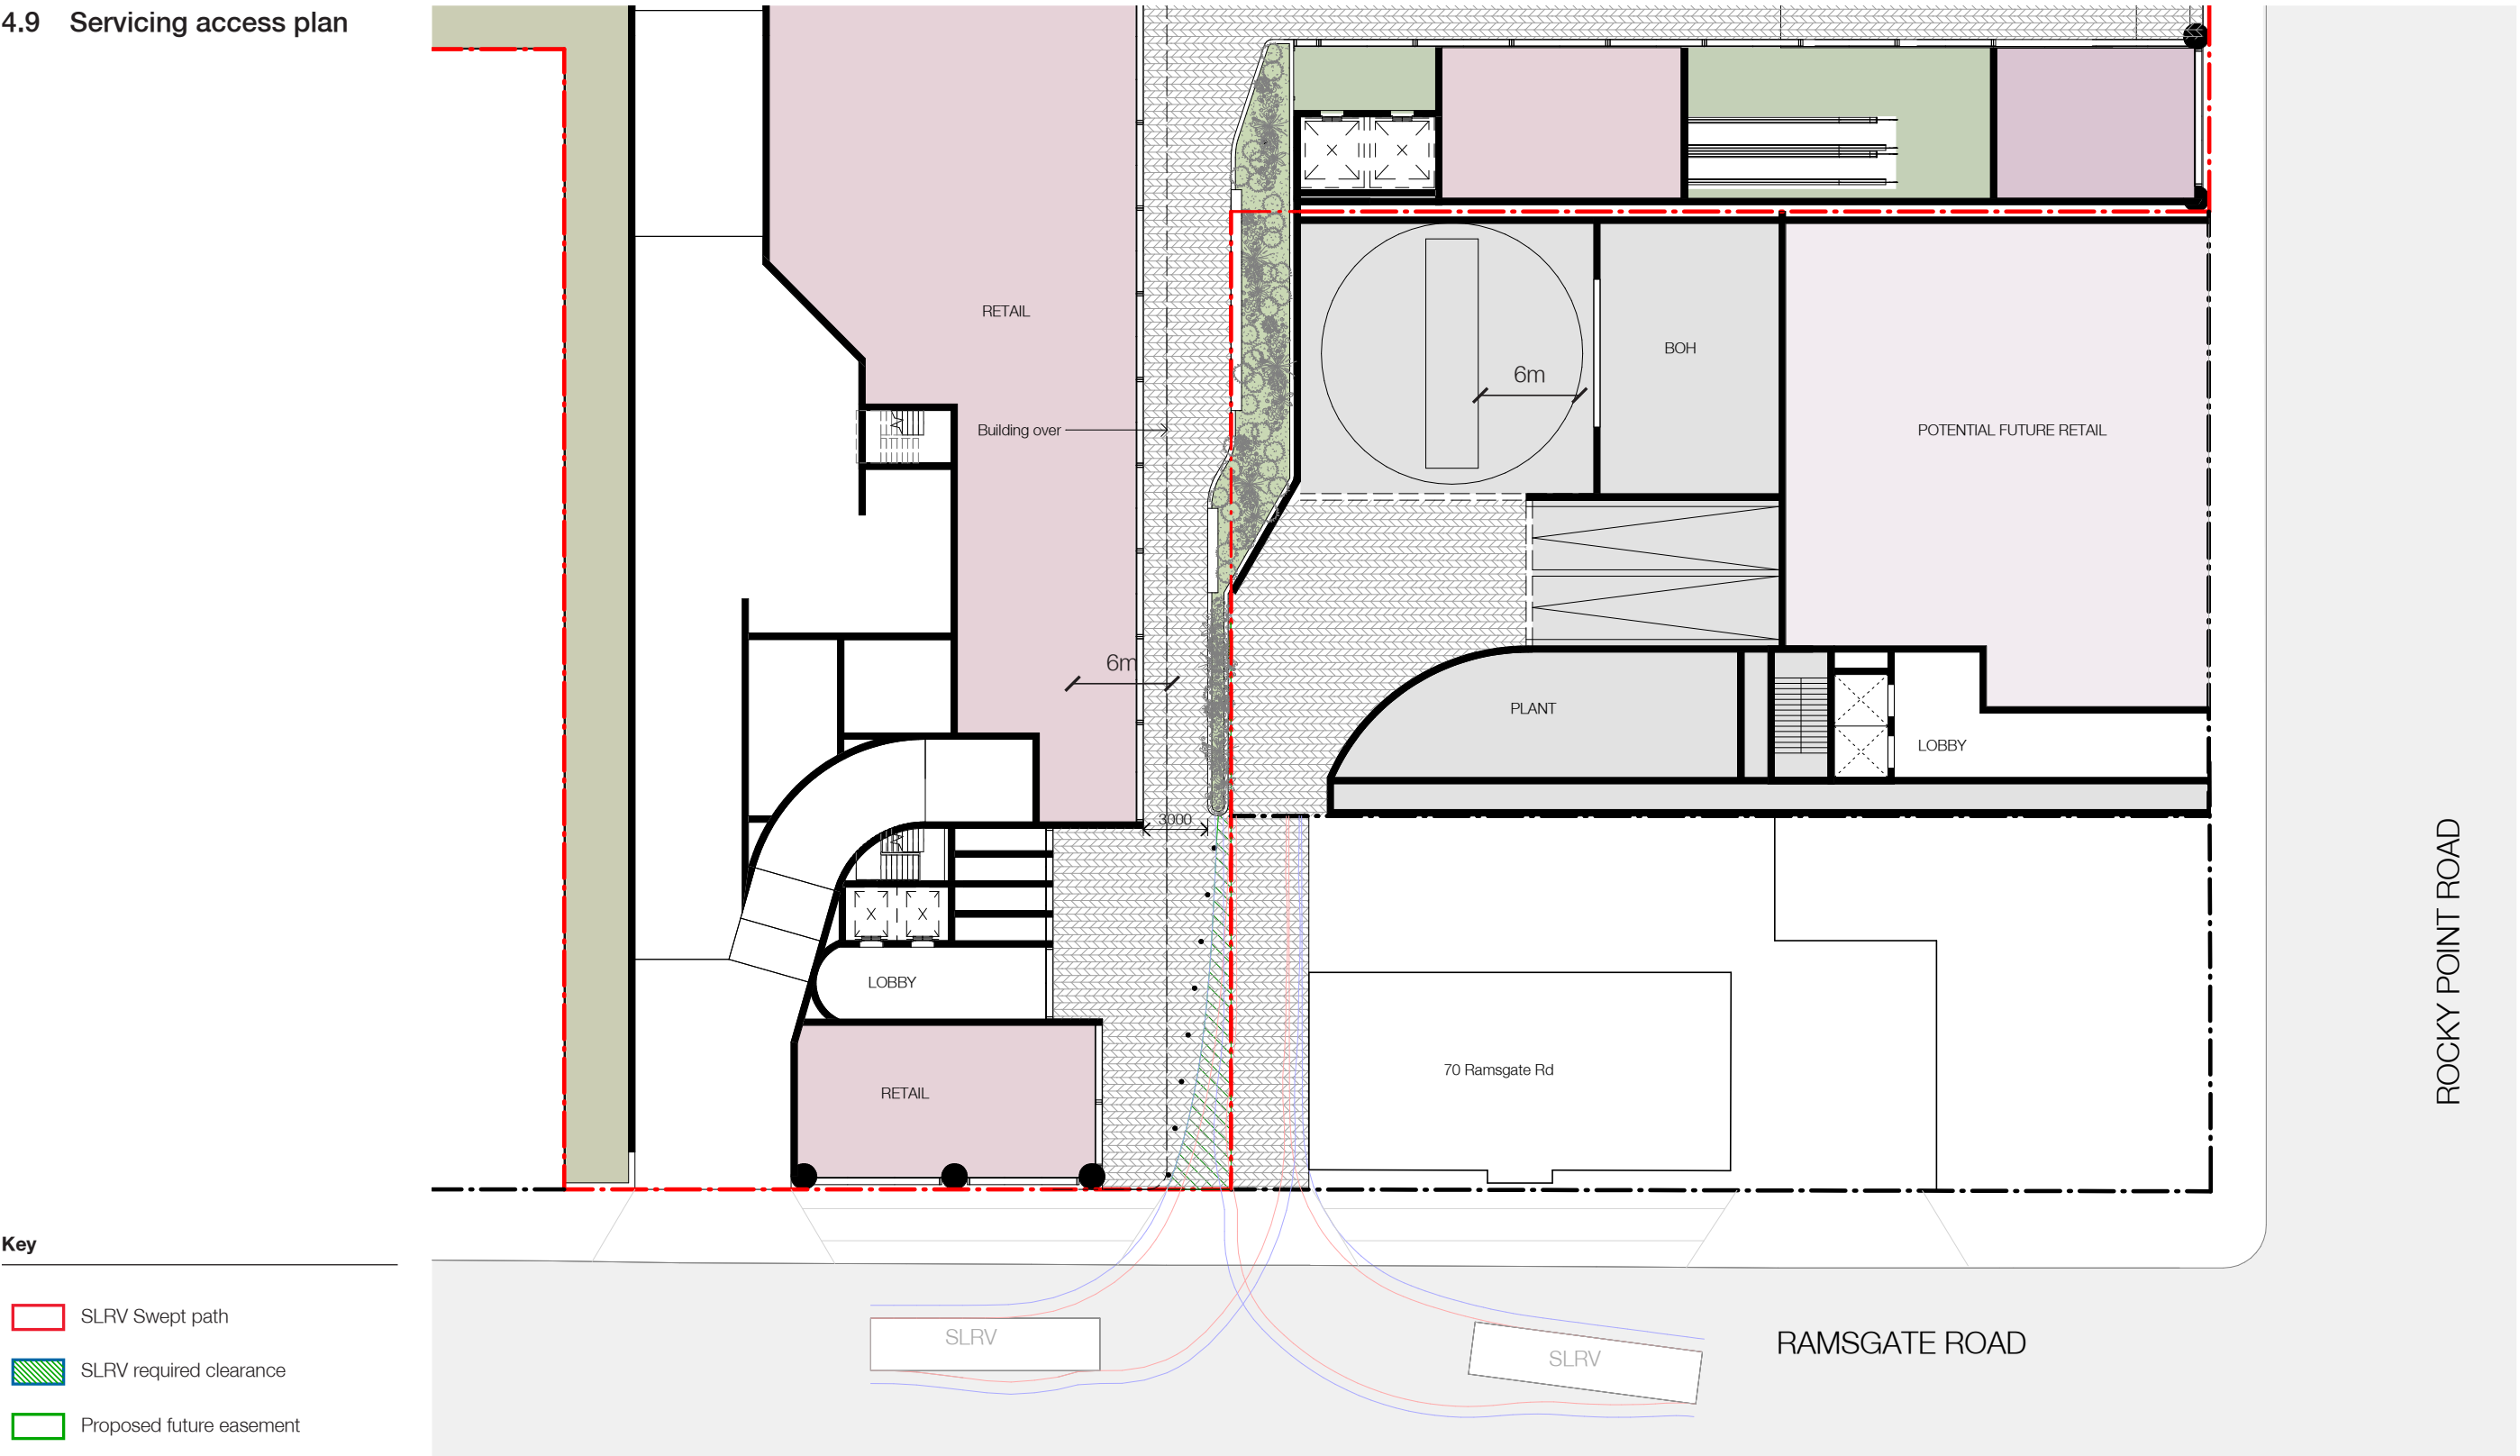 4.9 Servicing access plan
RETAIL
Building over
6m
BOH
POTENTIAL FUTURE RETAIL
6m
PLANT
LOBBY
3000
LOBBY
RETAIL
70 Ramsgate Rd
ROCKY POINT ROAD
Key
SLRV Swept path
SLRV required clearance
Proposed future easement
SLRV
SLRV
RAMSGATE ROAD